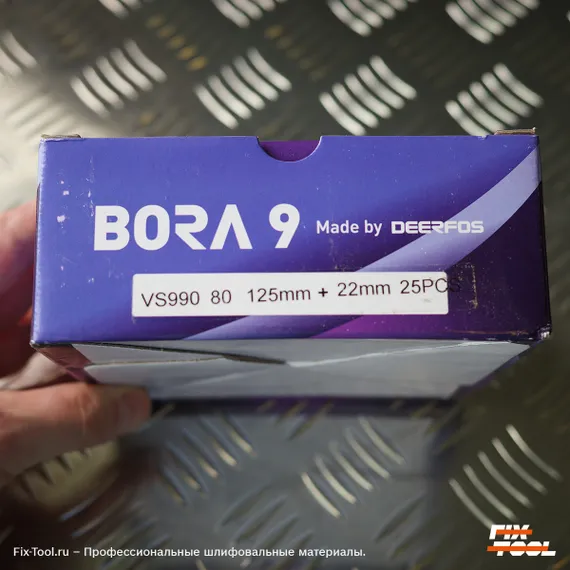 BORA 9 Made by DEERFOS
VS990 80 125mm + 22mm 25PCS
FIX-
TOOL
Fix-Tool.ru – Профессиональные шлифовальные материалы.